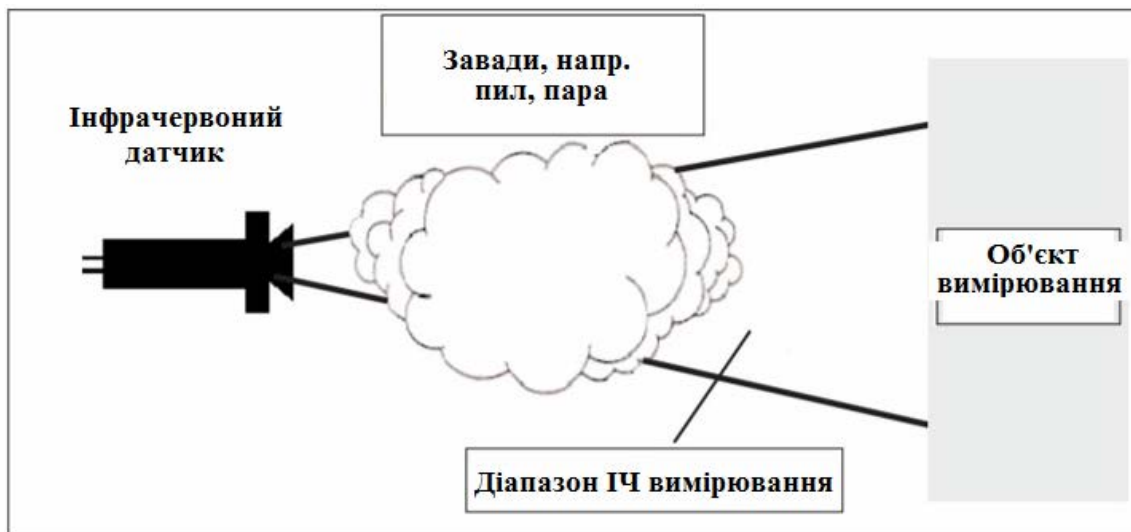 Завади, напр.
пил, пара
Інфрачервоний
датчик
Об'єкт
вимірювання
Діапазон ІЧ вимірювання